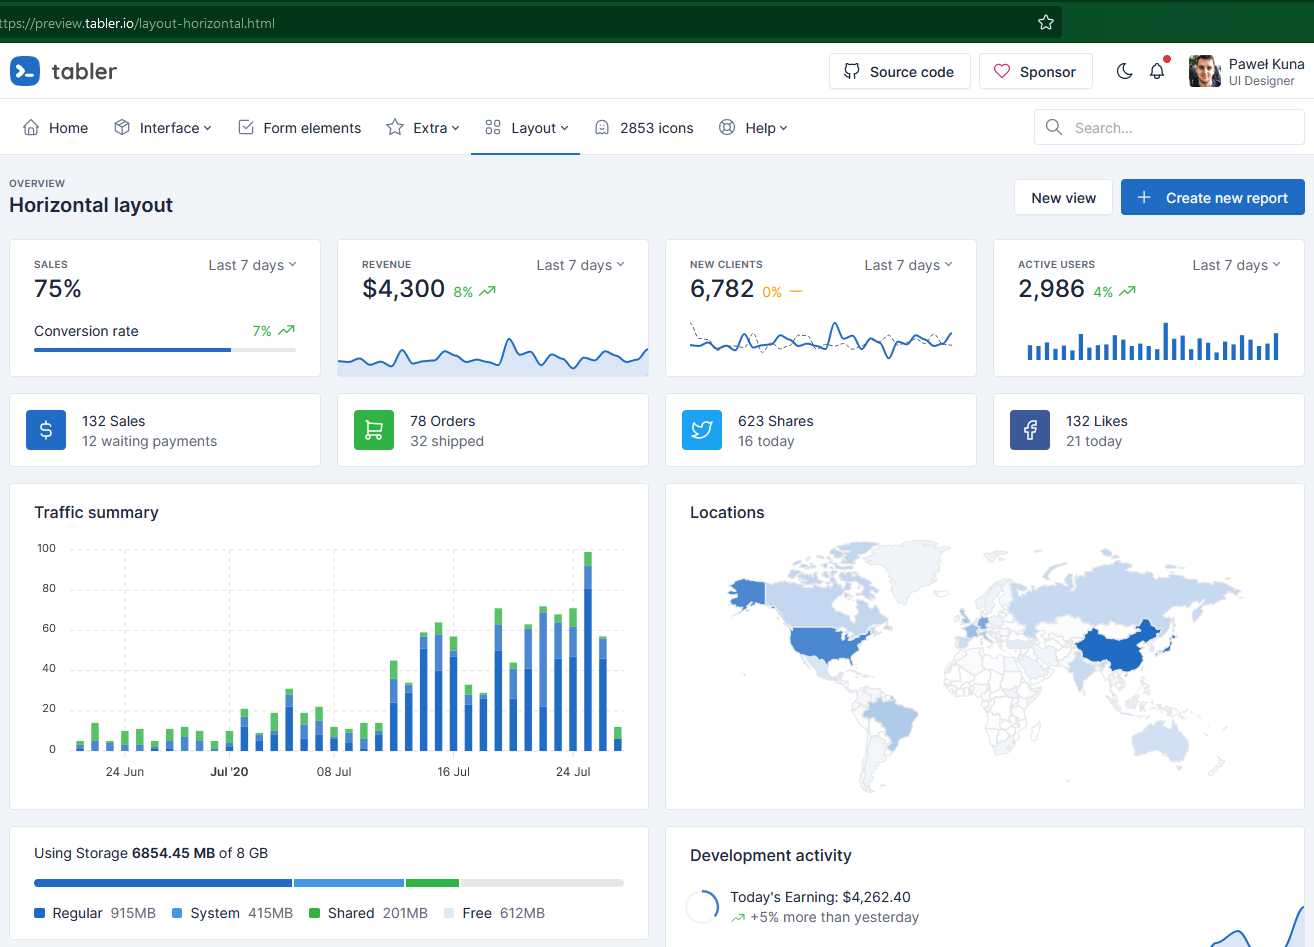 ttps://preview.tabler.io/layout-horizontal.html
tabler
Source code
Sponsor
Paweł Kuna
UI Designer
Home
Interface
Form elements
Extra
Layout
2853 icons
Help
Search…
OVERVIEW
Horizontal layout
New view
Create new report
SALES
Last 7 days
75%
Conversion rate
7%
REVENUE
Last 7 days
$4,300 8%
NEW CLIENTS
Last 7 days
6,782 0%
ACTIVE USERS
Last 7 days
2,986 4%
132 Sales
12 waiting payments
78 Orders
32 shipped
623 Shares
16 today
132 Likes
21 today
Traffic summary
100
80
60
40
20
0
24 Jun
Jul '20
08 Jul
16 Jul
24 Jul
Locations
Using Storage 6854.45 MB of 8 GB
Regular 915MB
System 415MB
Shared 201MB
Free 612MB
Development activity
Today's Earning: $4,262.40
+5% more than yesterday